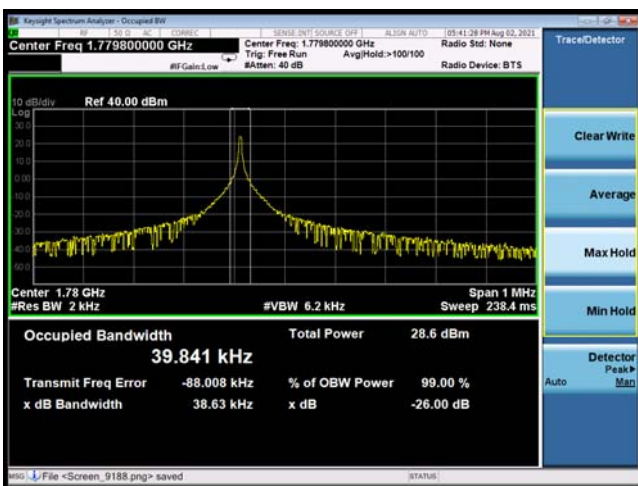 Keysight Spectrum Analyzer - Occupied BW
RF 50 Ω AC CORREC SENSE:INT SOURCE OFF ALIGN AUTO 05:41:28 PM Aug 02, 2021
Center Freq 1.779800000 GHz
Center Freq: 1.779800000 GHz
Radio Std: None
Trig: Free Run
Avg|Hold:>100/100
#IFGain:Low
#Atten: 40 dB
Radio Device: BTS
Trace/Detector
10 dB/div
Ref 40.00 dBm
Log
30.0
20.0
10.0
0.00
10.0
20.0
30.0
40.0
50.0
Center 1.78 GHz
Span 1 MHz
#Res BW 2 kHz
#VBW 6.2 kHz
Sweep 238.4 ms
Occupied Bandwidth
39.841 kHz
Total Power
28.6 dBm
Transmit Freq Error
-88.008 kHz
% of OBW Power
99.00 %
x dB Bandwidth
38.63 kHz
x dB
-26.00 dB
Clear Write
Average
Max Hold
Min Hold
Detector
Peak▶
Auto
Man
MSG
File <Screen_9188.png> saved
STATUS